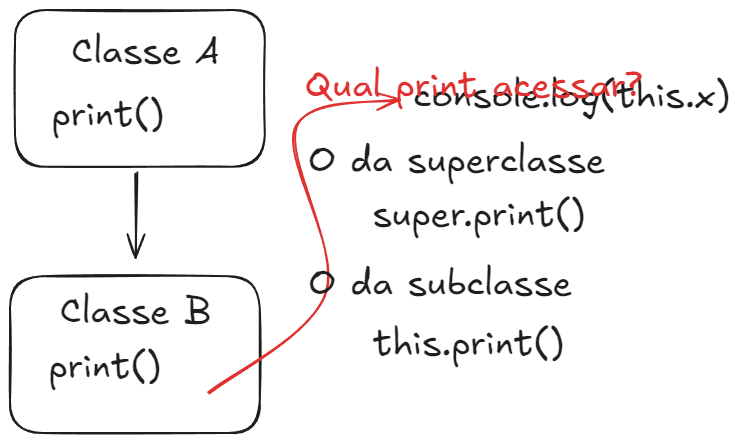 Classe A
print()
Qual print acessar?
console.log(this.x)
O da superclasse
super.print()
O da subclasse
this.print()
Classe B
print()